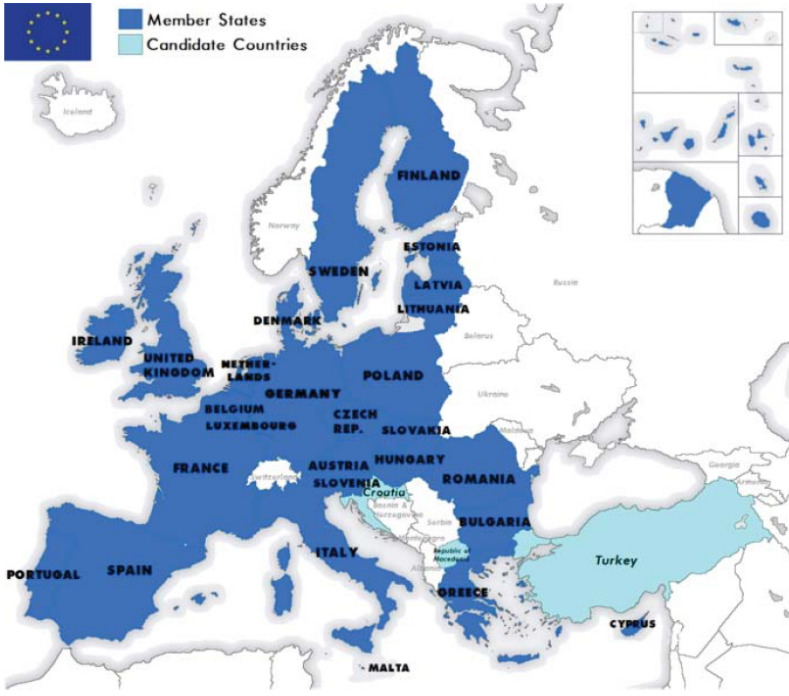 Member States
Candidate Countries
Iceland
FINLAND
Norway
ESTONIA
SWEDEN
Russia
LATVIA
LITHUANIA
DENMARK
IRELAND
Belarus
UNITED
KINGDOM
NETHER-
LANDS
POLAND
GERMANY
Ukraine
BELGIUM
CZECH
REP.
LUXEMBOURG
SLOVAKIA
Moldova
HUNGARY
FRANCE
AUSTRIA
Switzerland
ROMANIA
SLOVENIA
Georgia
Armenia
Croatia
Bosnia &
Herzegovina
Serbia
BULGARIA
Montenegro
ITALY
Republic of
Macedonia
Turkey
Albania
PORTUGAL
SPAIN
GREECE
CYPRUS
MALTA